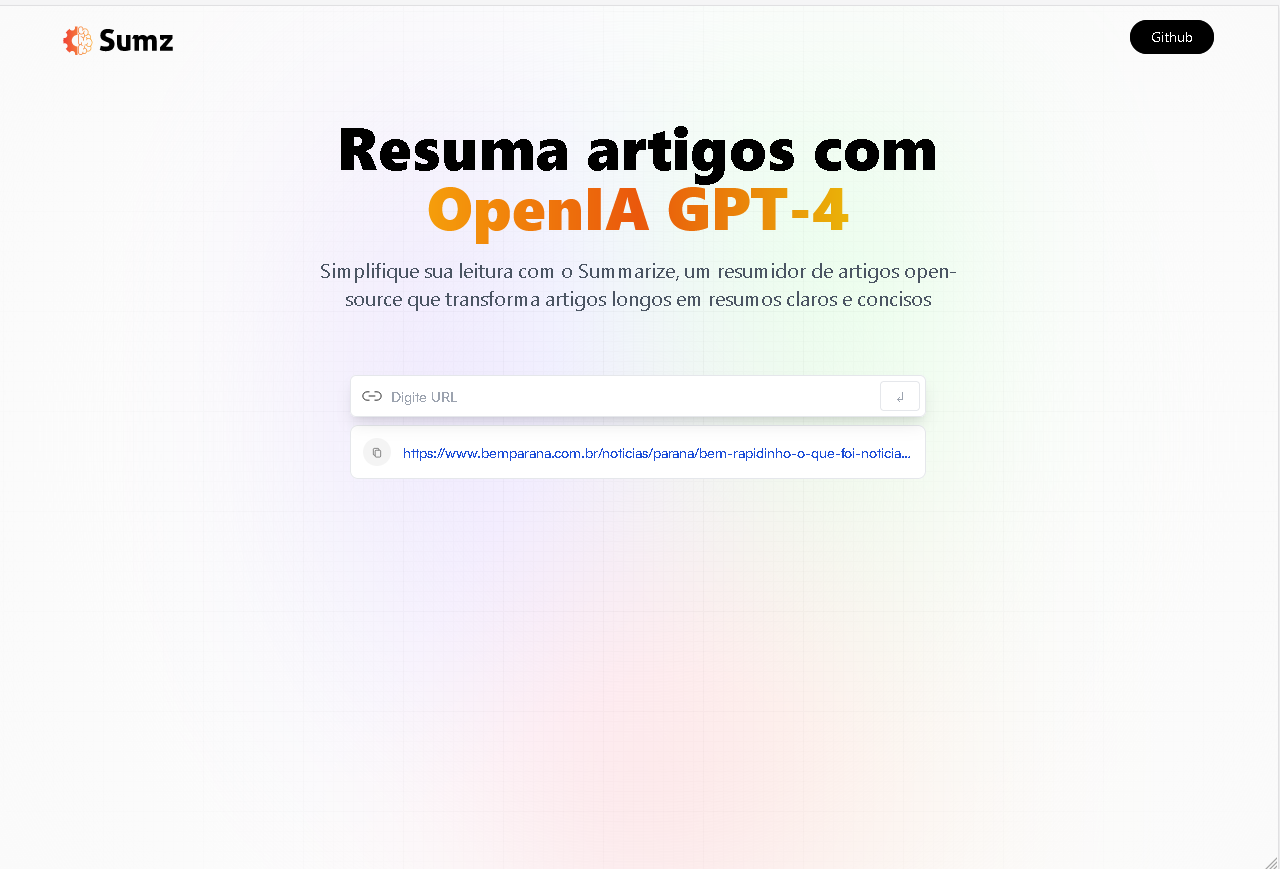 Sumz
Github
Resuma artigos com
OpenIA GPT-4
Simplifique sua leitura com o Summarize, um resumidor de artigos open-
source que transforma artigos longos em resumos claros e concisos
Digite URL
↲
https://www.bemparana.com.br/noticias/parana/bem-rapidinho-o-que-foi-noticia...